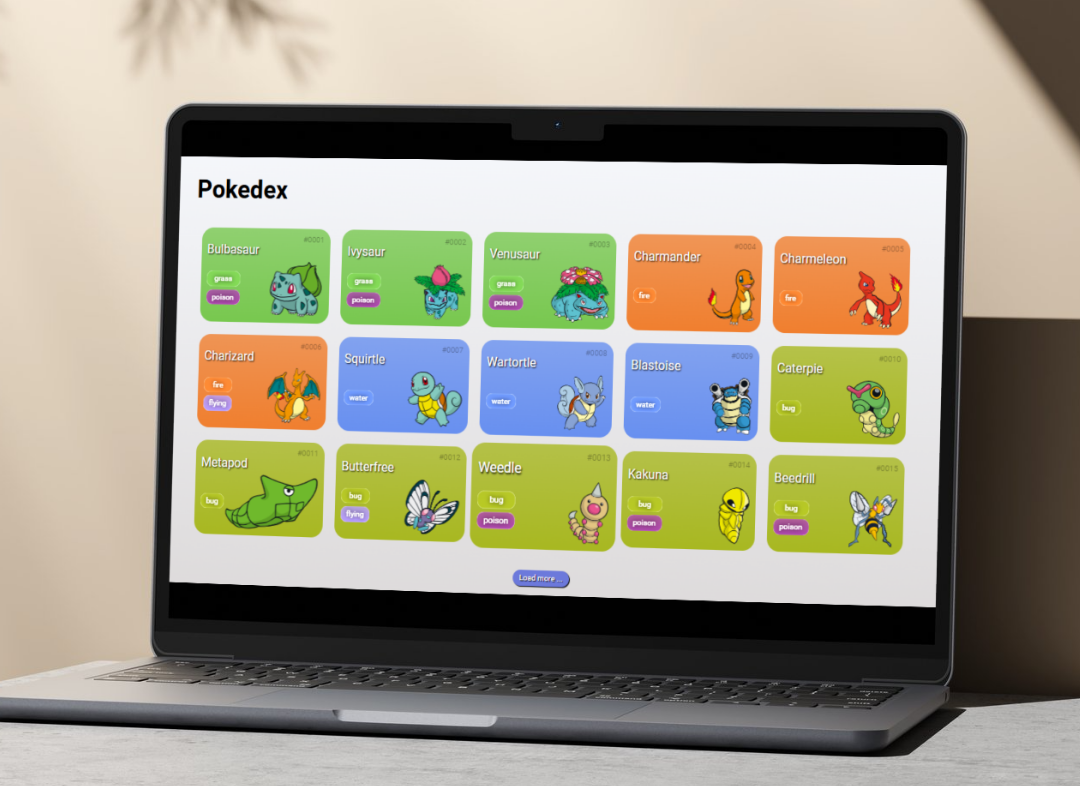 Pokedex
#0001
Bulbasaur
grass
poison
#0002
Ivysaur
grass
poison
#0003
Venusaur
grass
poison
#0004
Charmander
fire
#0005
Charmeleon
fire
#0006
Charizard
fire
flying
#0007
Squirtle
water
#0008
Wartortle
water
#0009
Blastoise
water
#0010
Caterpie
bug
#0011
Metapod
bug
#0012
Butterfree
bug
flying
#0013
Weedle
bug
poison
#0014
Kakuna
bug
poison
#0015
Beedrill
bug
poison
Load more ...